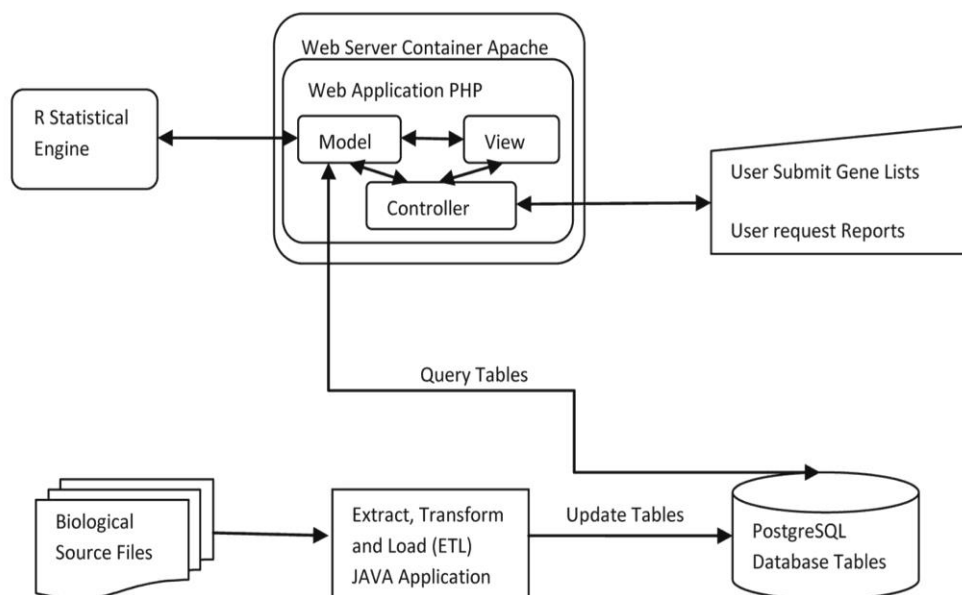 Web Server Container Apache
Web Application PHP
R Statistical
Engine
Model
View
Controller
User Submit Gene Lists
User request Reports
Query Tables
Biological
Source Files
Extract, Transform
and Load (ETL)
JAVA Application
Update Tables
PostgreSQL
Database Tables